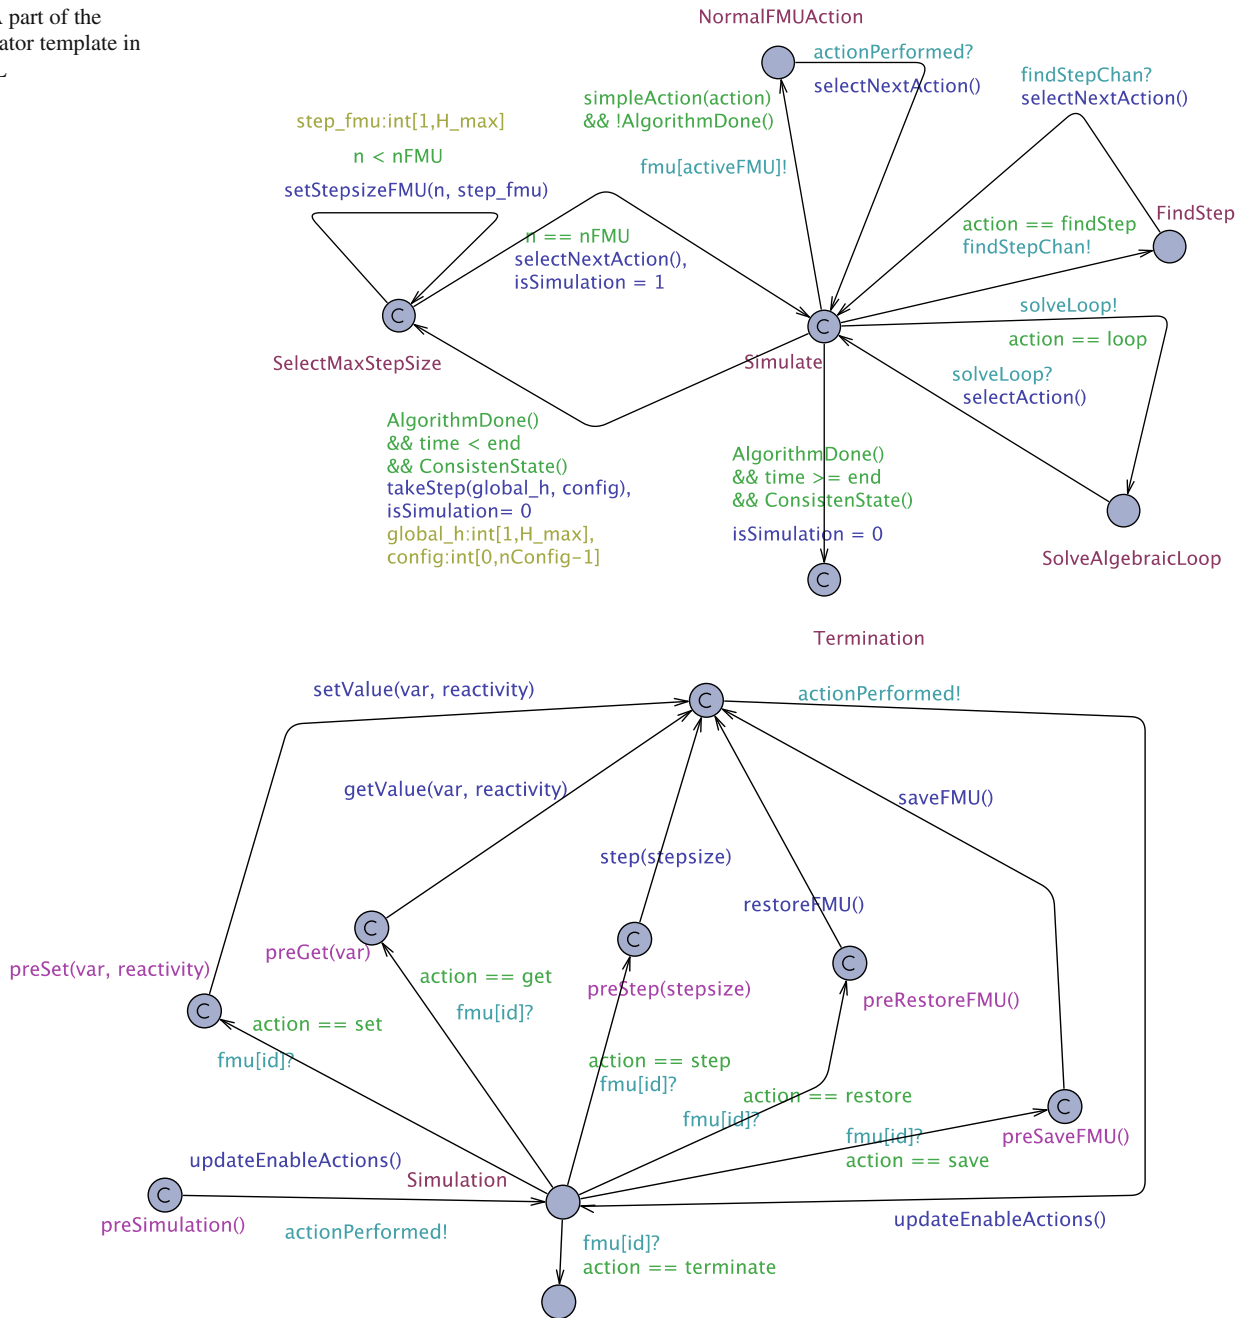 part of the
template in
NormalFMUAction
actionPerformed?
selectNextAction()
findStepChan?
selectNextAction()
simpleAction(action)
&& !AlgorithmDone()
fmu[activeFMU]!
step_fmu:int[1,H_max]
n < nFMU
setStepsizeFMU(n, step_fmu)
n == nFMU
selectNextAction(),
isSimulation = 1
action == findStep
findStepChan!
FindStep
C
C
SelectMaxStepSize
Simulate
solveLoop!
action == loop
solveLoop?
selectAction()
AlgorithmDone()
&& time < end
&& ConsistenState()
takeStep(global_h, config),
isSimulation= 0
global_h:int[1,H_max],
config:int[0,nConfig-1]
AlgorithmDone()
&& time >= end
&& ConsistenState()
isSimulation = 0
SolveAlgebraicLoop
C
Termination
setValue(var, reactivity)
C
actionPerformed!
getValue(var, reactivity)
saveFMU()
step(stepsize)
restoreFMU()
C
C
C
preSet(var, reactivity)
preGet(var)
action == get
preStep(stepsize)
preRestoreFMU()
C
action == set
fmu[id]?
fmu[id]?
action == step
fmu[id]?
action == restore
fmu[id]?
C
fmu[id]?
action == save
preSaveFMU()
updateEnableActions()
Simulation
C
preSimulation()
actionPerformed!
updateEnableActions()
fmu[id]?
action == terminate